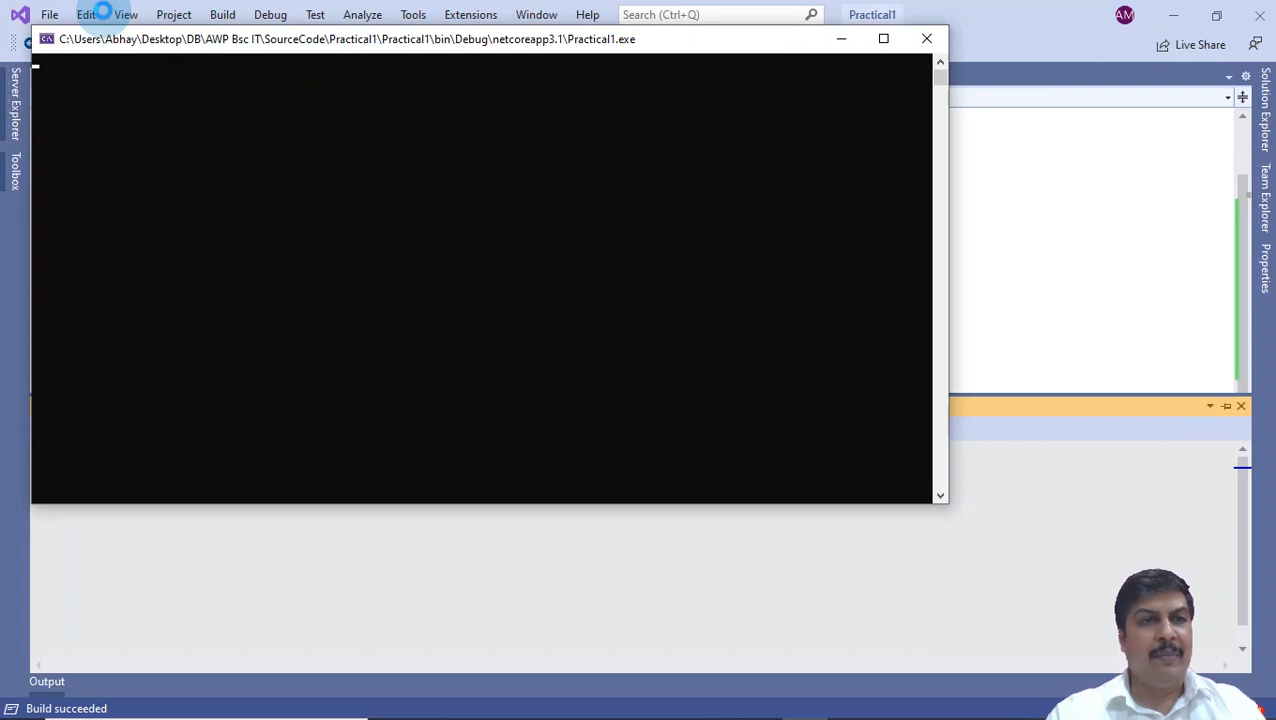 File Edit View Project Build Debug Test Analyze Tools Extensions Window Help Search (Ctrl+Q) Practical1 AM
C:\Users\Abhay\Desktop\DB\AWP Bsc IT\SourceCode\Practical1\Practical1\bin\Debug\netcoreapp3.1\Practical1.exe
Live Share
Server Explorer
Toolbox
Solution Explorer
Team Explorer
Properties
Output
Build succeeded